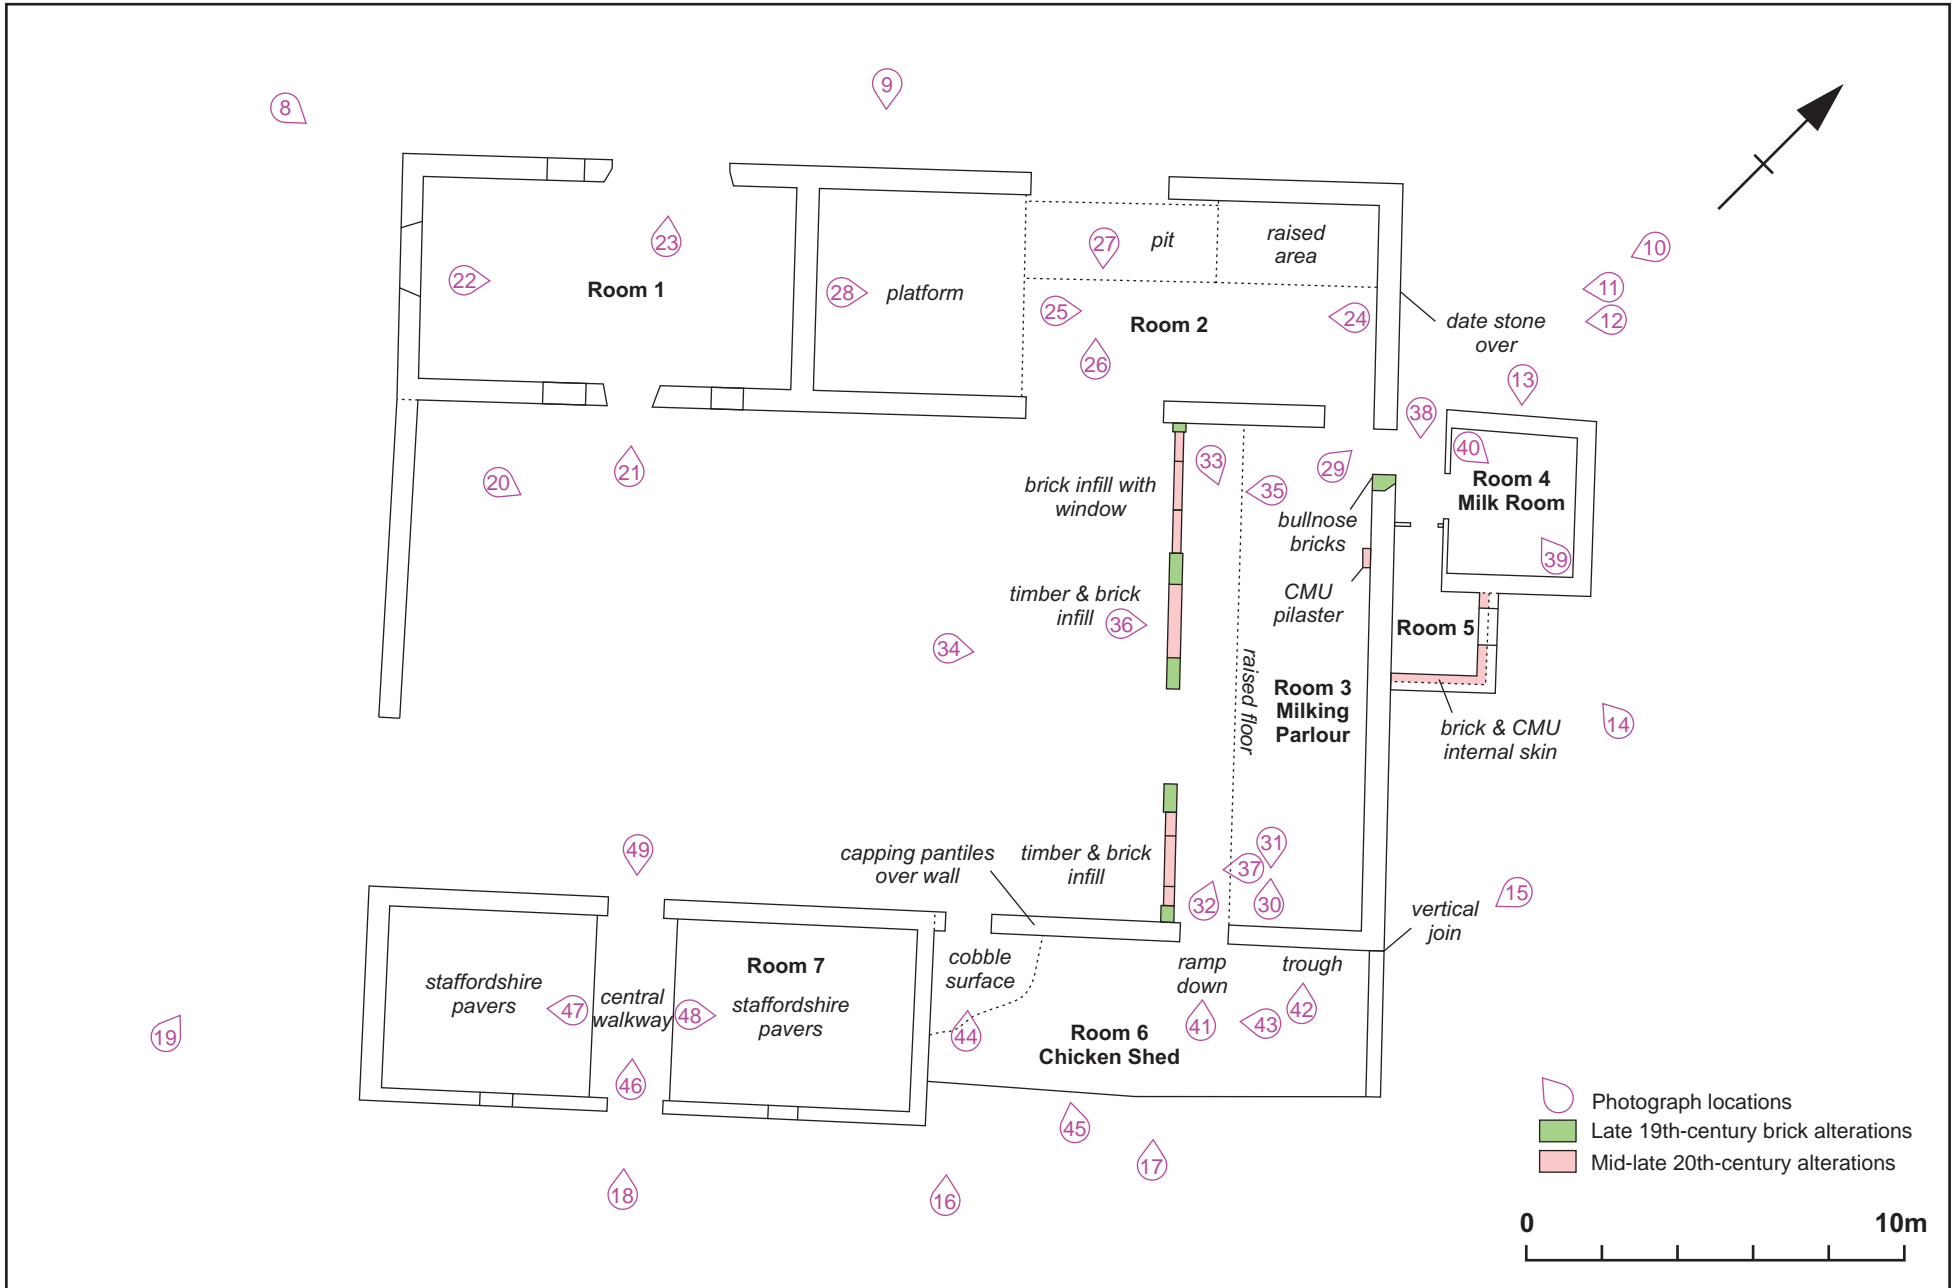 8
9
10
11
12
13
14
15
16
17
18
19
20
21
22
23
Room 1
28
platform
27
pit
raised
area
25
26
Room 2
24
date stone
over
38
40
Room 4
Milk Room
39
33
35
29
brick infill with
window
bullnose
bricks
CMU
pilaster
timber & brick
infill
36
34
raised floor
Room 3
Milking
Parlour
Room 5
brick & CMU
internal skin
31
37
32
30
vertical
join
capping pantiles
over wall
timber & brick
infill
49
staffordshire
pavers
47
central
walkway
48
46
Room 7
staffordshire
pavers
cobble
surface
44
ramp
down
trough
41
43
42
Room 6
Chicken Shed
45
Photograph locations
Late 19th-century brick alterations
Mid-late 20th-century alterations
0
10m